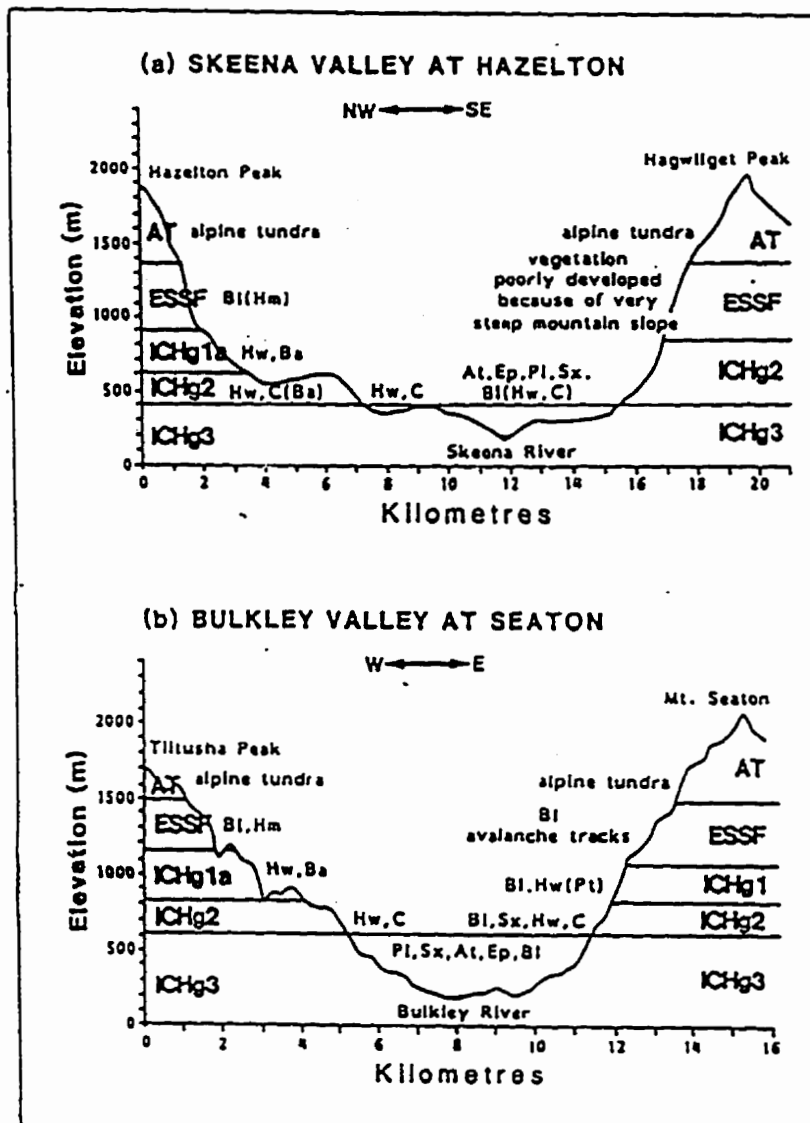 (a) SKEENA VALLEY AT HAZELTON
NW SE
Elevation (m)
2000
1500
1000
500
0
Hazelton Peak
Hagwilget Peak
AT alpine tundra
alpine tundra AT
vegetation
poorly developed
because of very
steep mountain slope
ESSF Bl(Hm)
ESSF
ICHg1a Hw,Ba
ICHg2 Hw,C(Ba)
Hw,C
At,Ep,Pl,Sx,
Bl(Hw,C)
ICHg2
ICHg3
Skeena River
ICHg3
0 2 4 6 8 10 12 14 16 18 20
Kilometres
(b) BULKLEY VALLEY AT SEATON
W E
Elevation (m)
2000
1500
1000
500
0
Tiltusha Peak
Mt. Seaton
AT alpine tundra
alpine tundra AT
ESSF Bl,Hm
Bl
avalanche tracks
ESSF
ICHg1a Hw,Ba
Bl,Hw(Pt)
ICHg1
ICHg2 Hw,C
Bl,Sx,Hw,C
ICHg2
Pl,Sx,At,Ep,Bl
ICHg3
Bulkley River
ICHg3
0 2 4 6 8 10 12 14 16
Kilometres